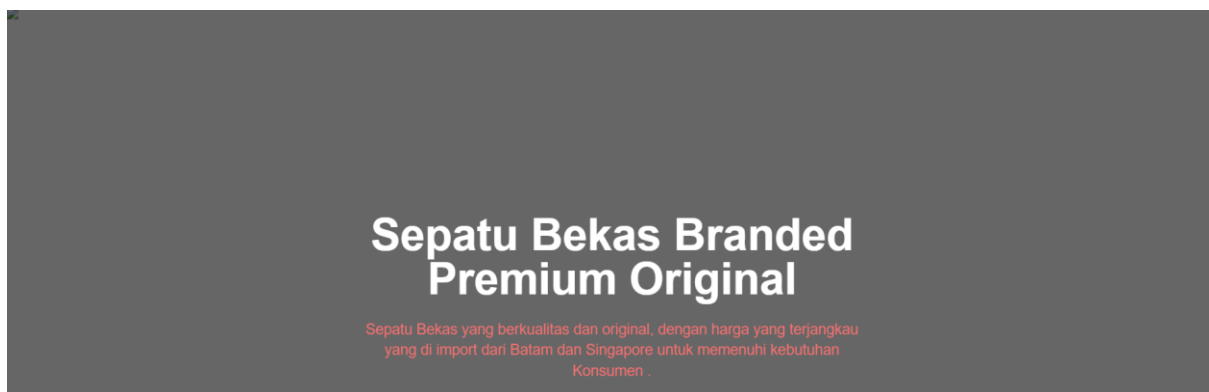 Sepatu Bekas Branded
Premium Original
Sepatu Bekas yang berkualitas dan original, dengan harga yang terjangkau
yang di import dari Batam dan Singapore untuk memenuhi kebutuhan
Konsumen .